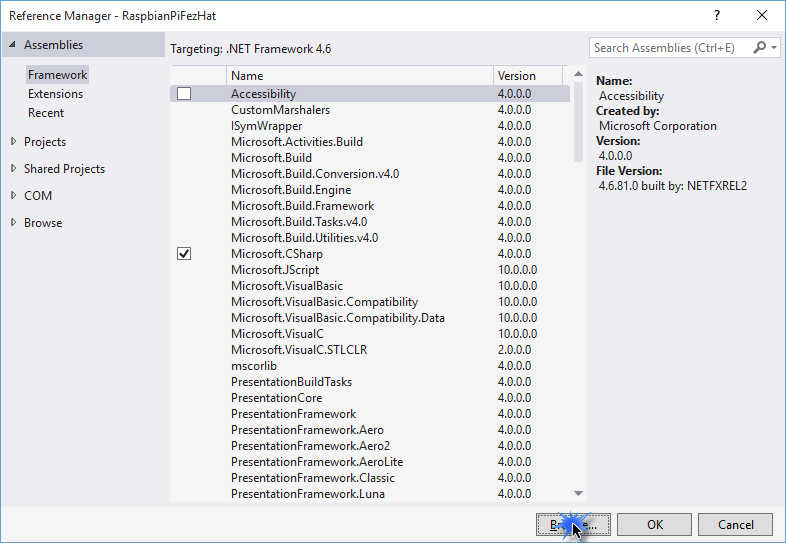 Reference Manager - RaspbianPiFezHat
? ✕
Assemblies
Framework
Extensions
Recent
Projects
Shared Projects
COM
Browse
Targeting: .NET Framework 4.6
Name Version
Accessibility 4.0.0.0
CustomMarshalers 4.0.0.0
ISymWrapper 4.0.0.0
Microsoft.Activities.Build 4.0.0.0
Microsoft.Build 4.0.0.0
Microsoft.Build.Conversion.v4.0 4.0.0.0
Microsoft.Build.Engine 4.0.0.0
Microsoft.Build.Framework 4.0.0.0
Microsoft.Build.Tasks.v4.0 4.0.0.0
Microsoft.Build.Utilities.v4.0 4.0.0.0
Microsoft.CSharp 4.0.0.0
Microsoft.JScript 10.0.0.0
Microsoft.VisualBasic 10.0.0.0
Microsoft.VisualBasic.Compatibility 10.0.0.0
Microsoft.VisualBasic.Compatibility.Data 10.0.0.0
Microsoft.VisualC 10.0.0.0
Microsoft.VisualC.STLCLR 2.0.0.0
mscorlib 4.0.0.0
PresentationBuildTasks 4.0.0.0
PresentationCore 4.0.0.0
PresentationFramework 4.0.0.0
PresentationFramework.Aero 4.0.0.0
PresentationFramework.Aero2 4.0.0.0
PresentationFramework.AeroLite 4.0.0.0
PresentationFramework.Classic 4.0.0.0
PresentationFramework.Luna 4.0.0.0
Search Assemblies (Ctrl+E)
Name:
Accessibility
Created by:
Microsoft Corporation
Version:
4.0.0.0
File Version:
4.6.81.0 built by: NETFXREL2
Browse... OK Cancel